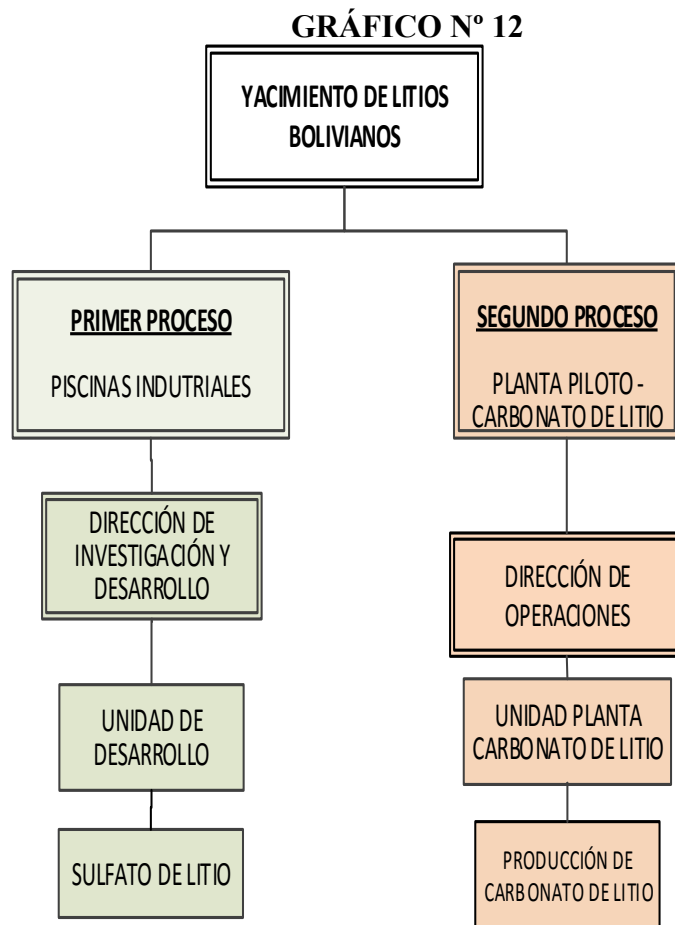 GRÁFICO Nº 12
YACIMIENTO DE LITIOS
BOLIVIANOS
PRIMER PROCESO
PISCINAS INDUTRIALES
DIRECCIÓN DE
INVESTIGACIÓN Y
DESARROLLO
UNIDAD DE
DESARROLLO
SULFATO DE LITIO
SEGUNDO PROCESO
PLANTA PILOTO -
CARBONATO DE LITIO
DIRECCIÓN DE
OPERACIONES
UNIDAD PLANTA
CARBONATO DE LITIO
PRODUCCIÓN DE
CARBONATO DE LITIO